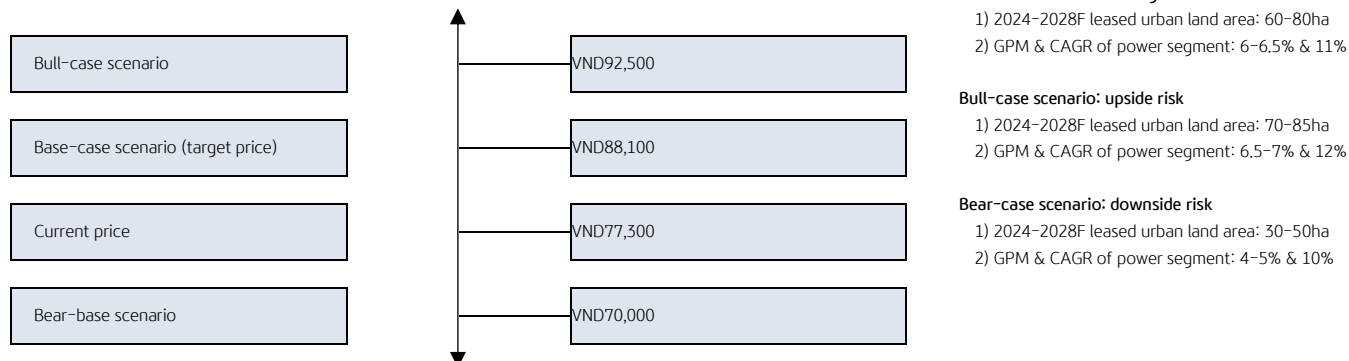 Bull-case scenario
VND92,500
Base-case scenario (target price)
VND88,100
Current price
VND77,300
Bear-base scenario
VND70,000
1) 2024-2028F leased urban land area: 60-80ha
2) GPM & CAGR of power segment: 6-6.5% & 11%
Bull-case scenario: upside risk
1) 2024-2028F leased urban land area: 70-85ha
2) GPM & CAGR of power segment: 6.5-7% & 12%
Bear-case scenario: downside risk
1) 2024-2028F leased urban land area: 30-50ha
2) GPM & CAGR of power segment: 4-5% & 10%